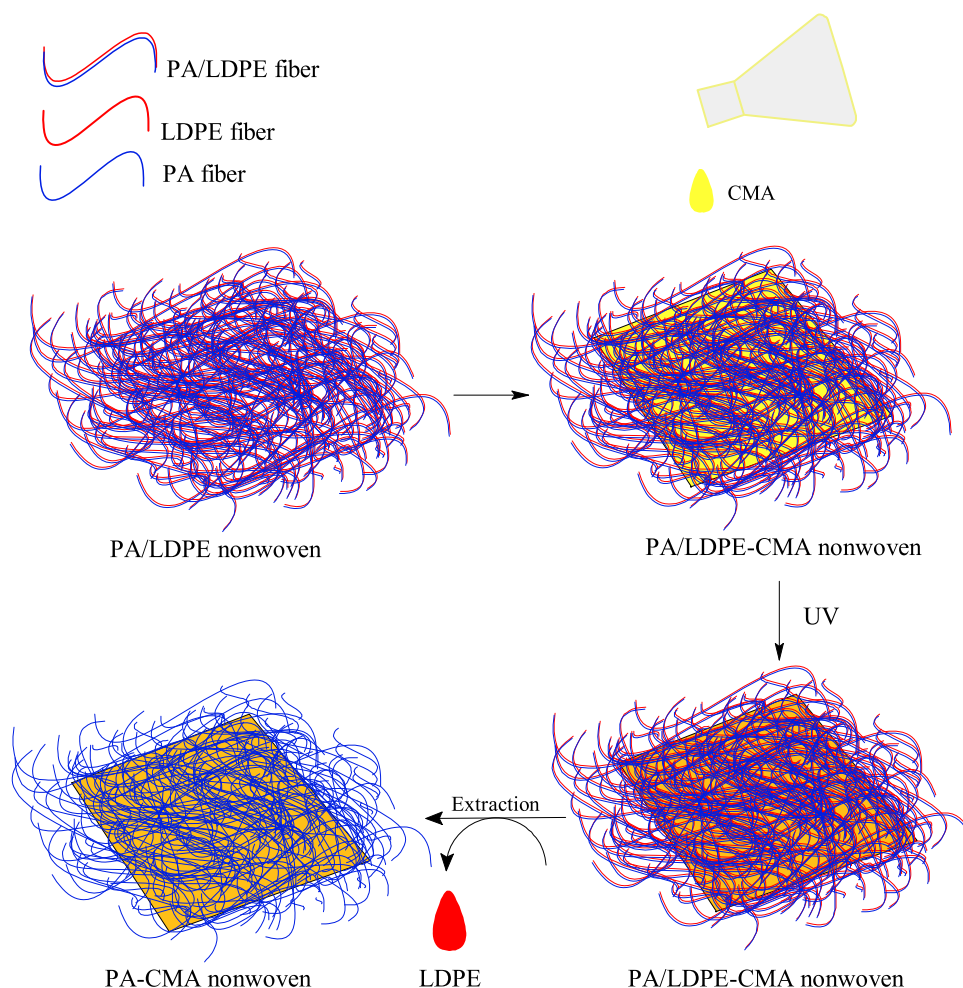 PA/LDPE fiber
LDPE fiber
PA fiber
CMA
PA/LDPE nonwoven
PA/LDPE-CMA nonwoven
UV
Extraction
PA-CMA nonwoven
LDPE
PA/LDPE-CMA nonwoven